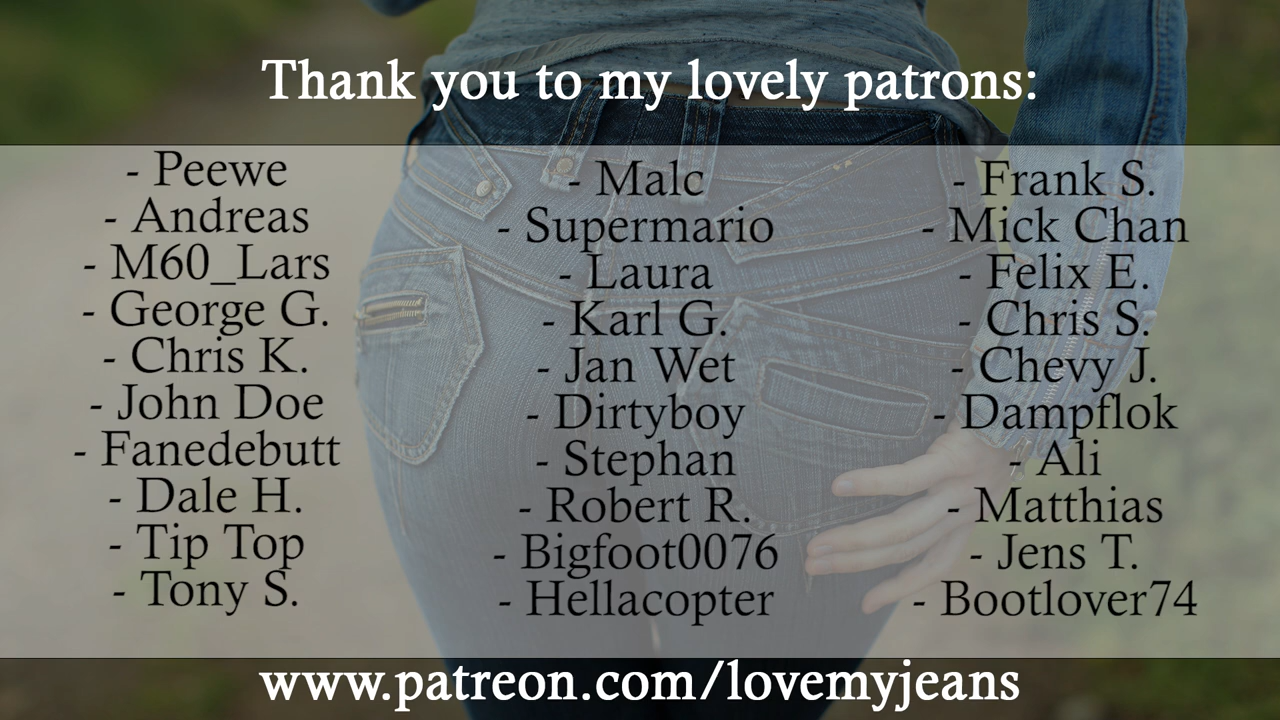 Thank you to my lovely patrons:
- Peewe
- Andreas
- M60_Lars
- George G.
- Chris K.
- John Doe
- Fanedebutt
- Dale H.
- Tip Top
- Tony S.
- Malc
- Supermario
- Laura
- Karl G.
- Jan Wet
- Dirtyboy
- Stephan
- Robert R.
- Bigfoot0076
- Hellacopter
- Frank S.
- Mick Chan
- Felix E.
- Chris S.
- Chevy J.
- Dampflok
- Ali
- Matthias
- Jens T.
- Bootlover74
www.patreon.com/lovemyjeans